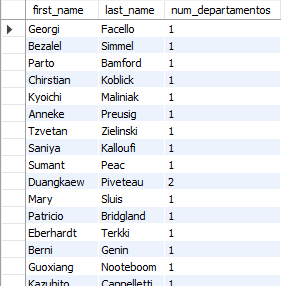 first_name last_name num_departamentos
Georgi Facello 1
Bezalel Simmel 1
Parto Bamford 1
Chirstian Koblick 1
Kyoichi Maliniak 1
Anneke Preusig 1
Tzvetan Zielinski 1
Saniya Kalloufi 1
Sumant Peac 1
Duangkaew Piveteau 2
Mary Sluis 1
Patricio Bridgland 1
Eberhardt Terkki 1
Berni Genin 1
Guoxiang Nooteboom 1
Kazuhito Cappelletti 1